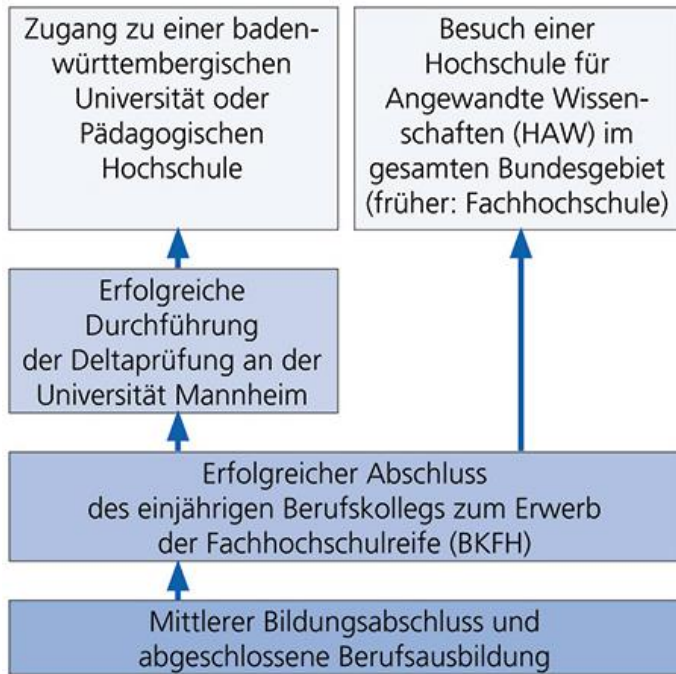 Zugang zu einer baden-
württembergischen
Universität oder
Pädagogischen
Hochschule
Besuch einer
Hochschule für
Angewandte Wissen-
schaften (HAW) im
gesamten Bundesgebiet
(früher: Fachhochschule)
Erfolgreiche
Durchführung
der Deltaprüfung an der
Universität Mannheim
Erfolgreicher Abschluss
des einjährigen Berufskollegs zum Erwerb
der Fachhochschulreife (BKFH)
Mittlerer Bildungsabschluss und
abgeschlossene Berufsausbildung